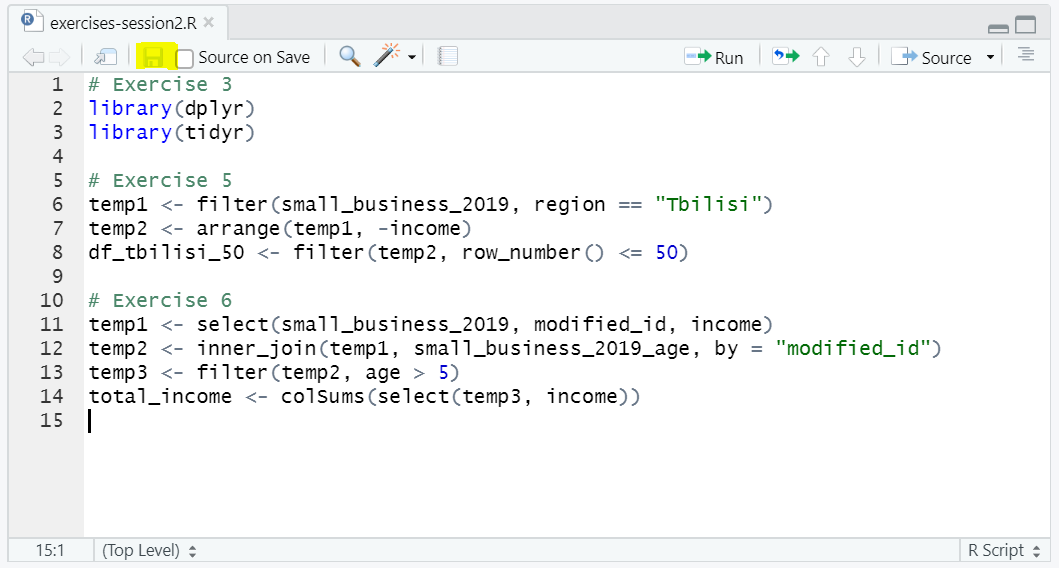 exercises-session2.R
Source on Save Run Source
1 # Exercise 3
2 library(dplyr)
3 library(tidyr)
4
5 # Exercise 5
6 temp1 <- filter(small_business_2019, region == "Tbilisi")
7 temp2 <- arrange(temp1, -income)
8 df_tbilisi_50 <- filter(temp2, row_number() <= 50)
9
10 # Exercise 6
11 temp1 <- select(small_business_2019, modified_id, income)
12 temp2 <- inner_join(temp1, small_business_2019_age, by = "modified_id")
13 temp3 <- filter(temp2, age > 5)
14 total_income <- colSums(select(temp3, income))
15
15:1 (Top Level) R Script